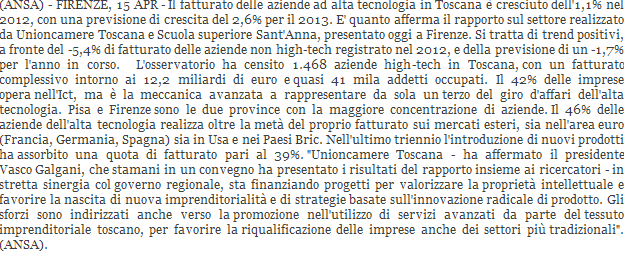 (ANSA) - FIRENZE, 15 APR - Il fatturato delle aziende ad alta tecnologia in Toscana è cresciuto dell'1,1% nel
2012, con una previsione di crescita del 2,6% per il 2013. E' quanto afferma il rapporto sul settore realizzato
da Unioncamere Toscana e Scuola superiore Sant'Anna, presentato oggi a Firenze. Si tratta di trend positivi,
a fronte del -5,4% di fatturato delle aziende non high-tech registrato nel 2012, e della previsione di un -1,7%
per l'anno in corso. L'osservatorio ha censito 1.468 aziende high-tech in Toscana, con un fatturato
complessivo intorno ai 12,2 miliardi di euro e quasi 41 mila addetti occupati. Il 42% delle imprese
opera nell'Ict, ma è la meccanica avanzata a rappresentare da sola un terzo del giro d'affari dell'alta
tecnologia. Pisa e Firenze sono le due province con la maggiore concentrazione di aziende. Il 46% delle
aziende dell'alta tecnologia realizza oltre la metà del proprio fatturato sui mercati esteri, sia nell'area euro
(Francia, Germania, Spagna) sia in Usa e nei Paesi Bric. Nell'ultimo triennio l'introduzione di nuovi prodotti
ha assorbito una quota di fatturato pari al 39%. "Unioncamere Toscana - ha affermato il presidente
Vasco Galgani, che stamani in un convegno ha presentato i risultati del rapporto insieme ai ricercatori - in
stretta sinergia col governo regionale, sta finanziando progetti per valorizzare la proprietà intellettuale e
favorire la nascita di nuova imprenditorialità e di strategie basate sull'innovazione radicale di prodotto. Gli
sforzi sono indirizzati anche verso la promozione nell'utilizzo di servizi avanzati da parte del tessuto
imprenditoriale toscano, per favorire la riqualificazione delle imprese anche dei settori più tradizionali".
(ANSA).